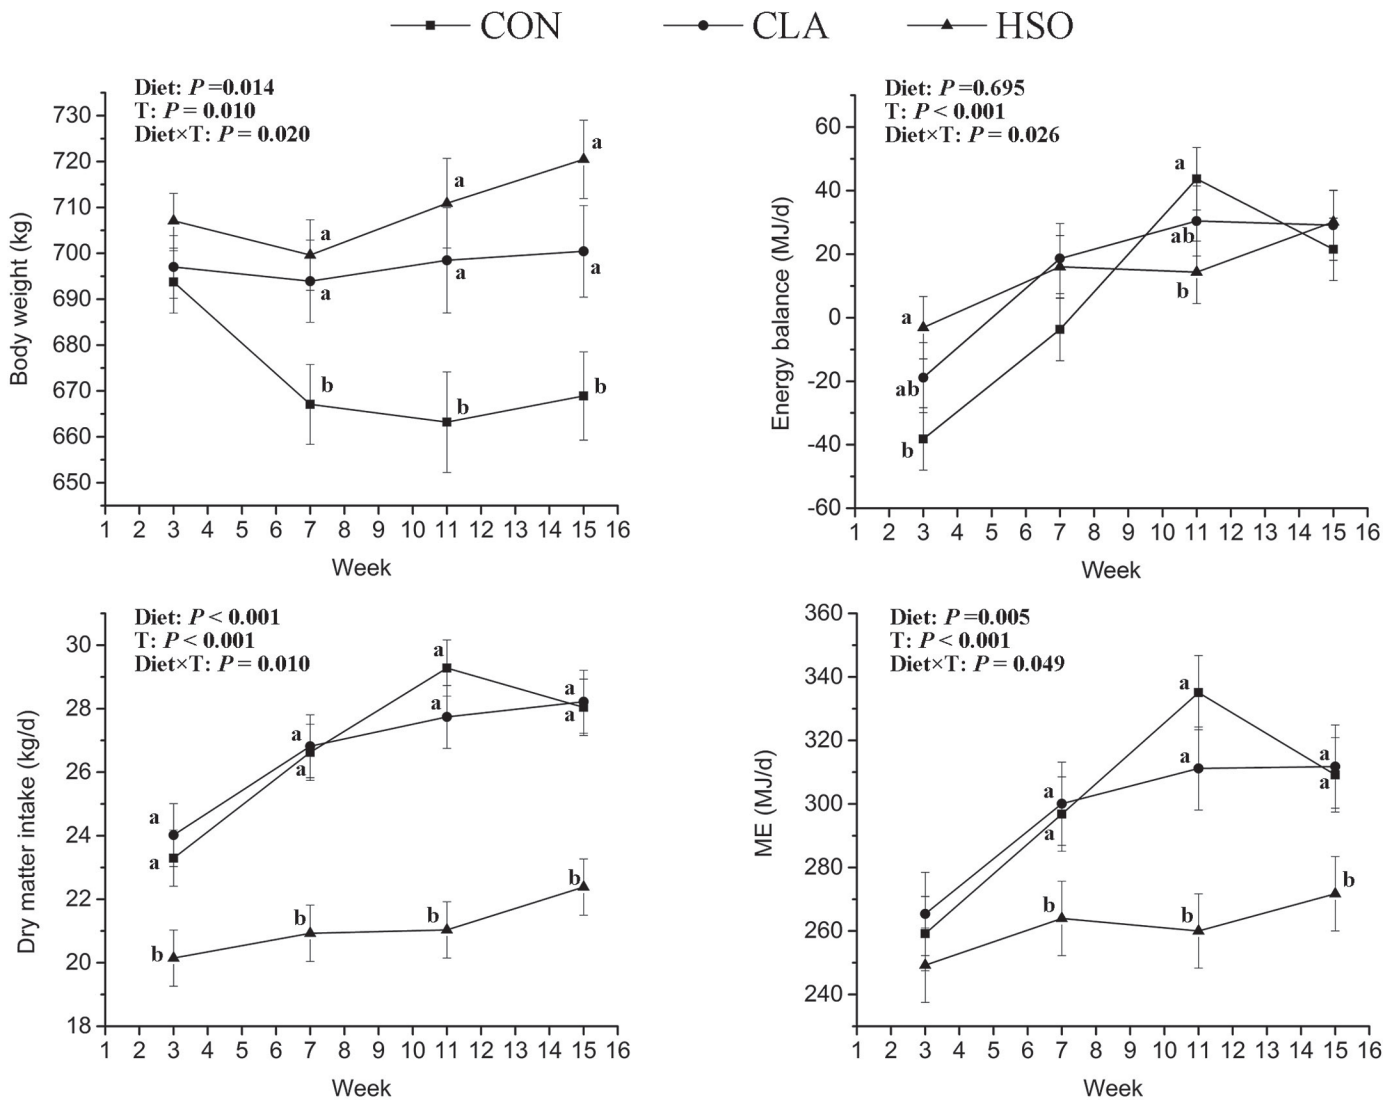 CON CLA HSO
Diet: P =0.014
T: P = 0.010
Diet×T: P = 0.020
730
720
710
700
690
680
670
660
650
Body weight (kg)
a
a
a
a
a
a
b
b
b
1 2 3 4 5 6 7 8 9 10 11 12 13 14 15 16
Week
Diet: P =0.695
T: P < 0.001
Diet×T: P = 0.026
60
40
20
0
-20
-40
-60
Energy balance (MJ/d)
a
ab
b
a
ab
b
1 2 3 4 5 6 7 8 9 10 11 12 13 14 15 16
Week
Diet: P < 0.001
T: P < 0.001
Diet×T: P = 0.010
30
28
26
24
22
20
18
Dry matter intake (kg/d)
a
a
b
a
a
b
a
a
b
a
a
b
1 2 3 4 5 6 7 8 9 10 11 12 13 14 15 16
Week
Diet: P =0.005
T: P < 0.001
Diet×T: P = 0.049
360
340
320
300
280
260
240
ME (MJ/d)
a
a
b
a
a
b
a
a
b
1 2 3 4 5 6 7 8 9 10 11 12 13 14 15 16
Week